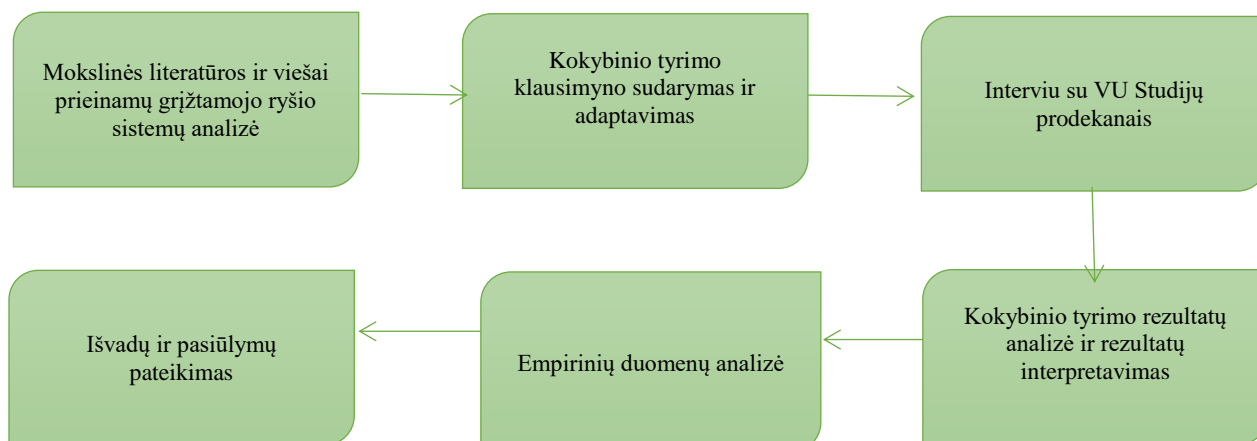 Mokslinės literatūros ir viešai
prieinamų grįžtamojo ryšio
sistemų analizė
Kokybinio tyrimo
klausimyno sudarymas ir
adaptavimas
Interviu su VU Studijų
prodekanais
Kokybinio tyrimo rezultatų
analizė ir rezultatų
interpretavimas
Empirinių duomenų analizė
Išvadų ir pasiūlymų
pateikimas